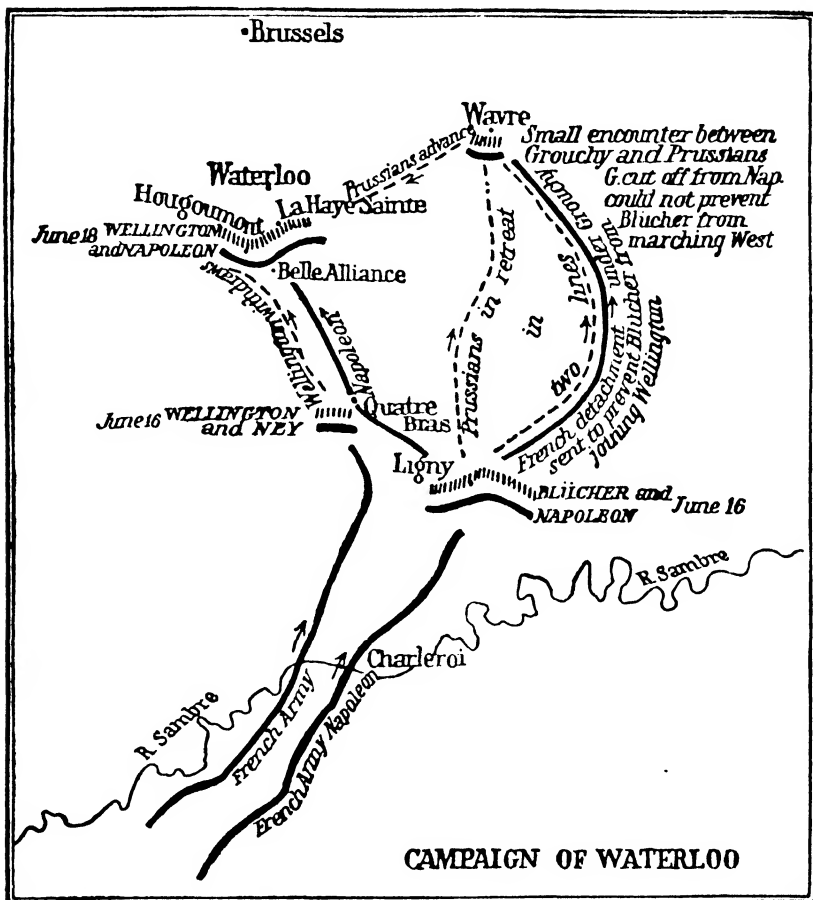 Brussels
Wavre
Prussians advance
Small encounter between
Grouchy and Prussians
G. cut off from Nap.
could not prevent
Blücher from
marching West
Waterloo
Hougoumont
La Haye Sainte
June 18 WELLINGTON
and NAPOLEON
Belle Alliance
Wellington withdraws
Napoleon
Prussians in retreat
in
two
lines
French detachment under Grouchy
sent to prevent Blücher from
joining Wellington
June 16 WELLINGTON
and NEY
Quatre
Bras
Ligny
BLÜCHER and
NAPOLEON
June 16
R. Sambre
Charleroi
R. Sambre
French Army
French Army Napoleon
CAMPAIGN OF WATERLOO